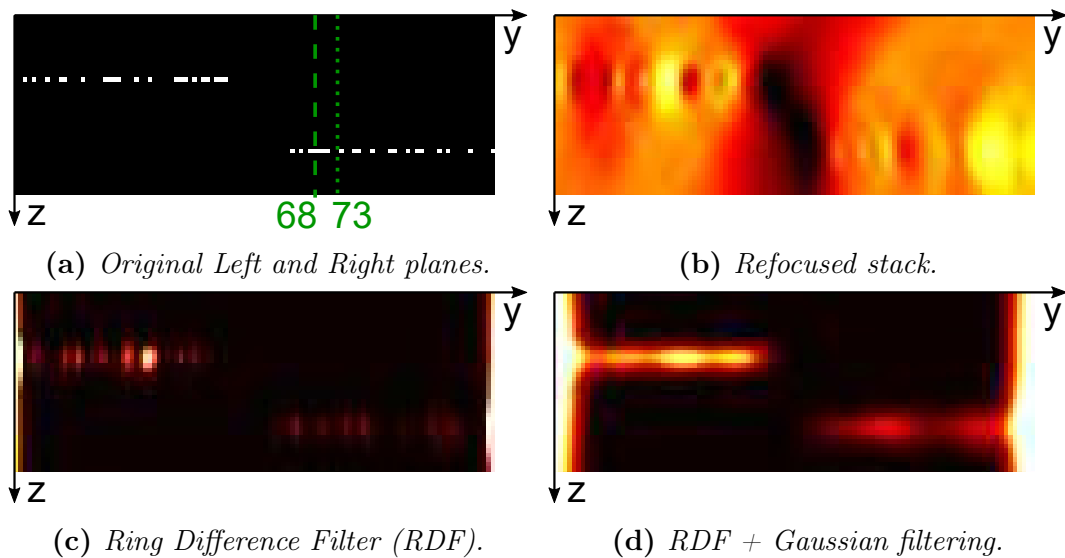 y
68 73
z
(a) Original Left and Right planes.
y
z
(b) Refocused stack.
y
z
(c) Ring Difference Filter (RDF).
y
z
(d) RDF + Gaussian filtering.